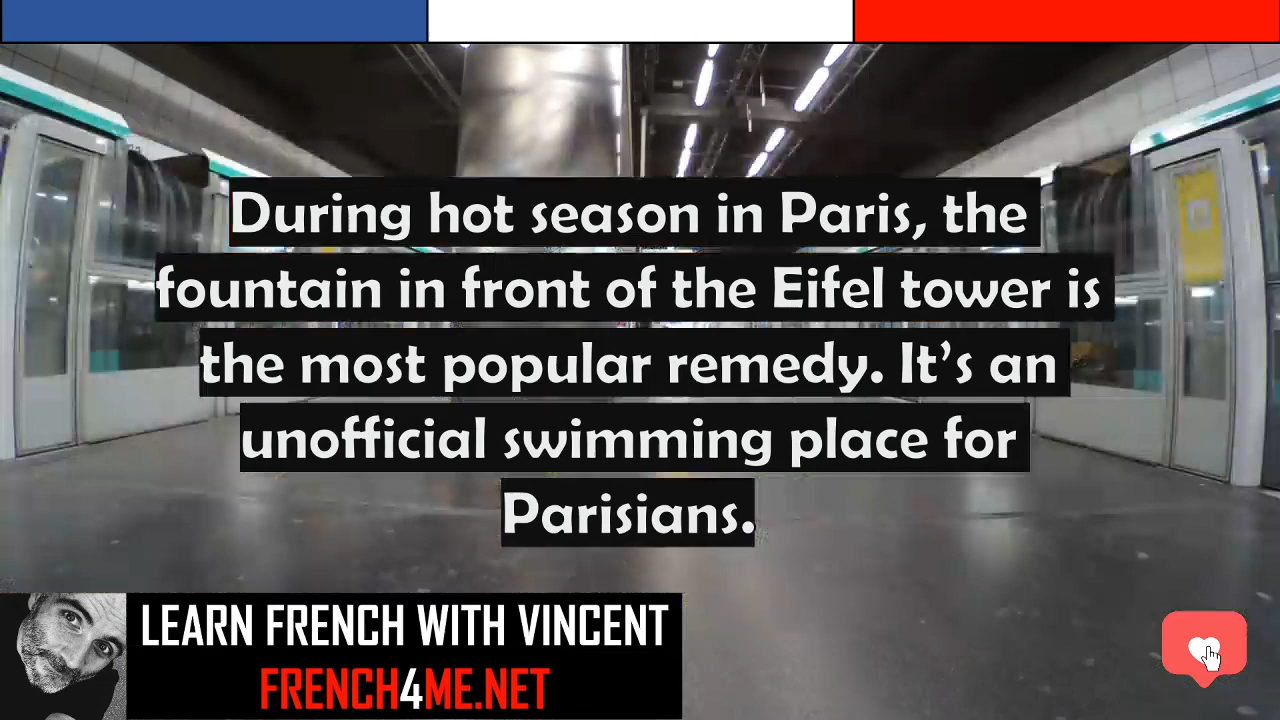 During hot season in Paris, the
fountain in front of the Eifel tower is
the most popular remedy. It’s an
unofficial swimming place for
Parisians.
LEARN FRENCH WITH VINCENT
FRENCH4ME.NET